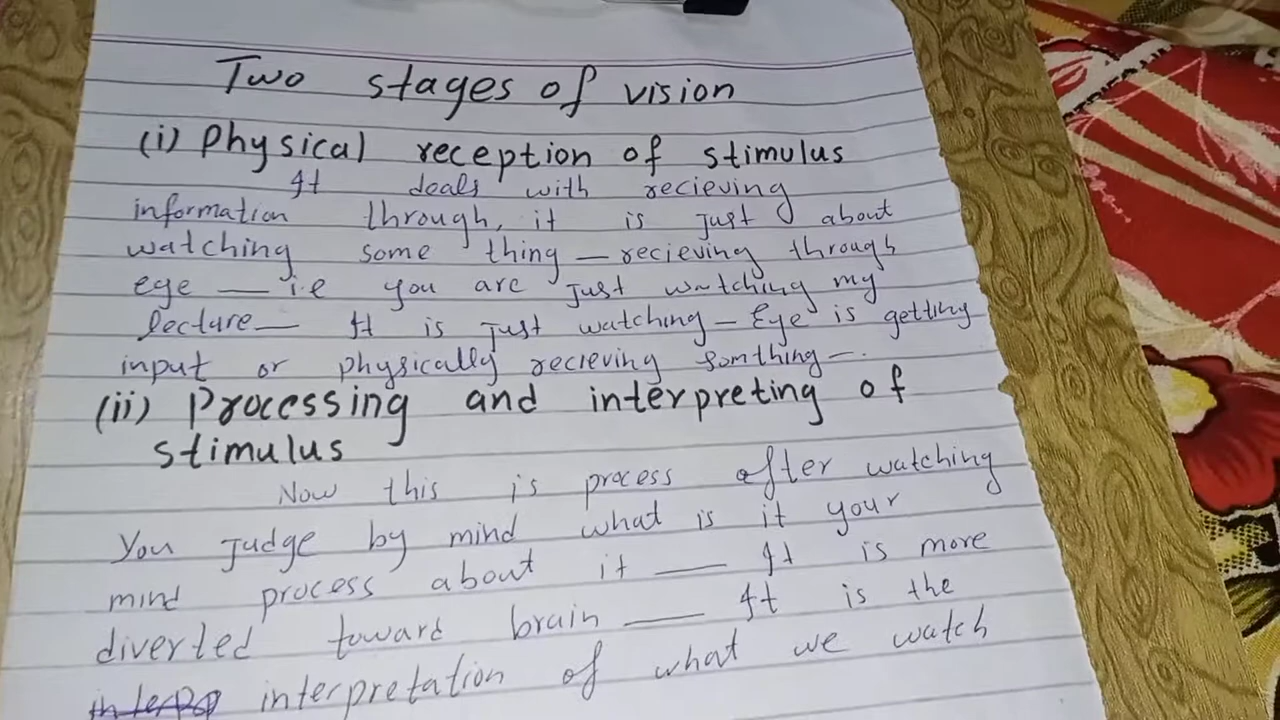 Two stages of vision
(i) Physical reception of stimulus
It deals with recieving
information through, it is just about
watching some thing — recieving through
eye — i.e you are just watching my
lecture — It is just watching — Eye is getting
input or physically recieving somthing —.
(ii) Processing and interpreting of
stimulus
Now this is process after watching
You judge by mind what is it your
mind process about it — It is more
diverted toward brain — It is the
interpretation of what we watch